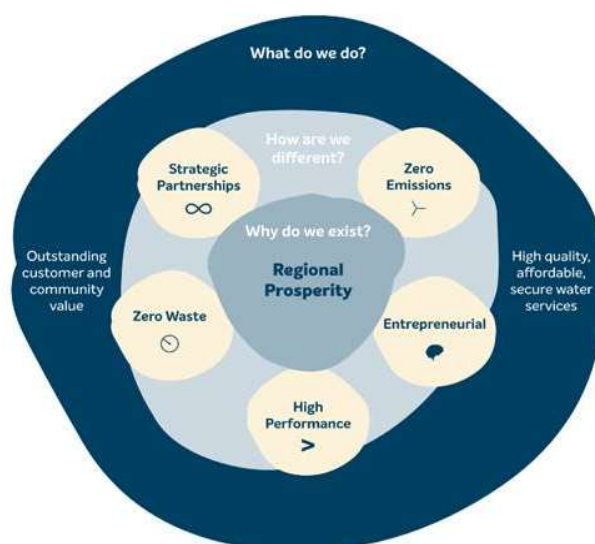 What do we do?
How are we
different?
Strategic
Partnerships
Zero
Emissions
Why do we exist?
Regional
Prosperity
Outstanding
customer and
community
value
High quality,
affordable,
secure water
services
Zero Waste
Entrepreneurial
High
Performance
>